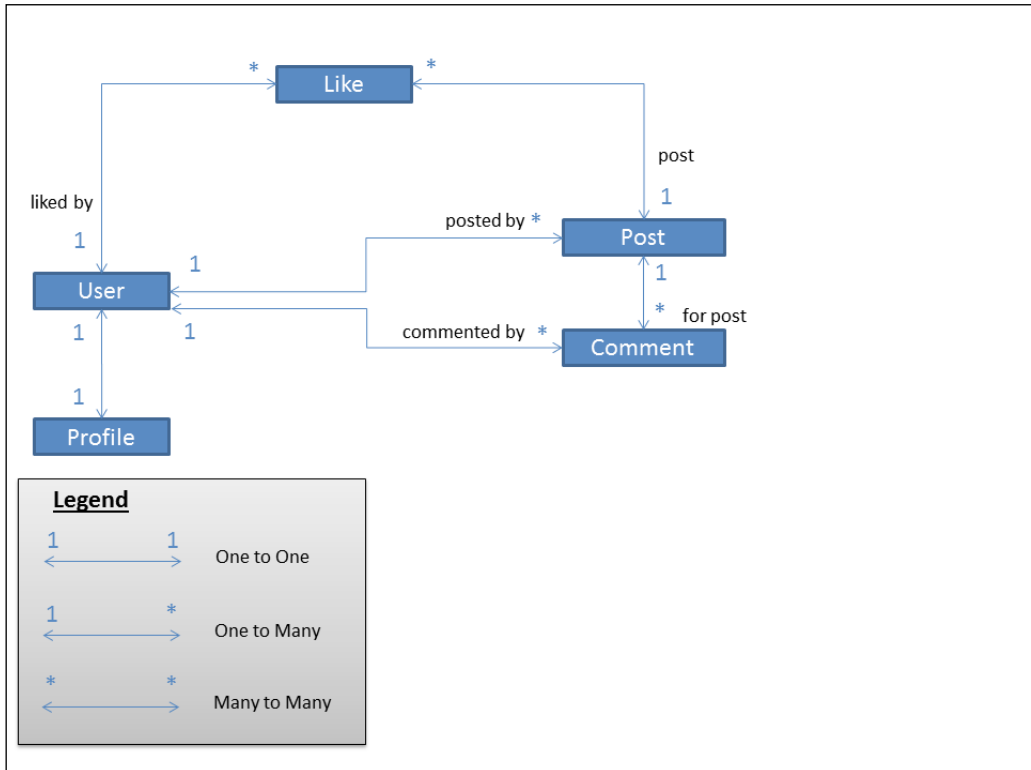 * *
Like
post
liked by
1
posted by *
Post
1
1
User
1
1
* for post
1
1
commented by *
Comment
1
Profile
Legend
1 1
One to One
1 *
One to Many
* *
Many to Many